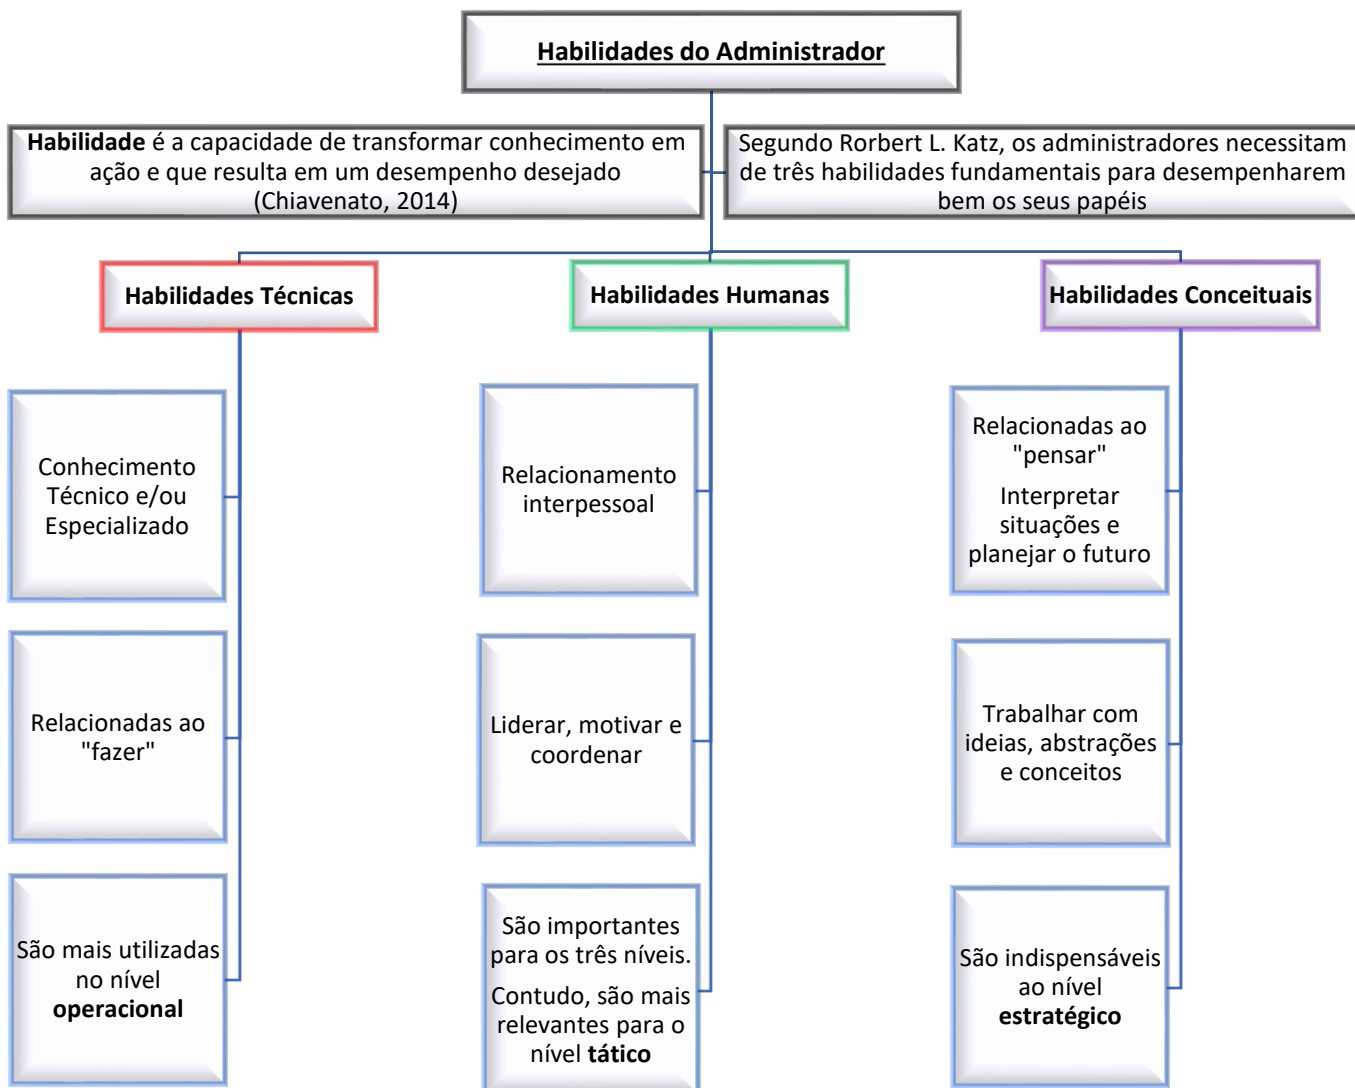 Habilidades do Administrador
Habilidade é a capacidade de transformar conhecimento em
ação e que resulta em um desempenho desejado
(Chiavenato, 2014)
Segundo Rorbert L. Katz, os administradores necessitam
de três habilidades fundamentais para desempenharem
bem os seus papéis
Habilidades Técnicas
Conhecimento
Técnico e/ou
Especializado
Relacionadas ao
"fazer"
São mais utilizadas
no nível
operacional
Habilidades Humanas
Relacionamento
interpessoal
Liderar, motivar e
coordenar
São importantes
para os três níveis.
Contudo, são mais
relevantes para o
nível tático
Habilidades Conceituais
Relacionadas ao
"pensar"
Interpretar
situações e
planejar o futuro
Trabalhar com
ideias, abstrações
e conceitos
São indispensáveis
ao nível
estratégico